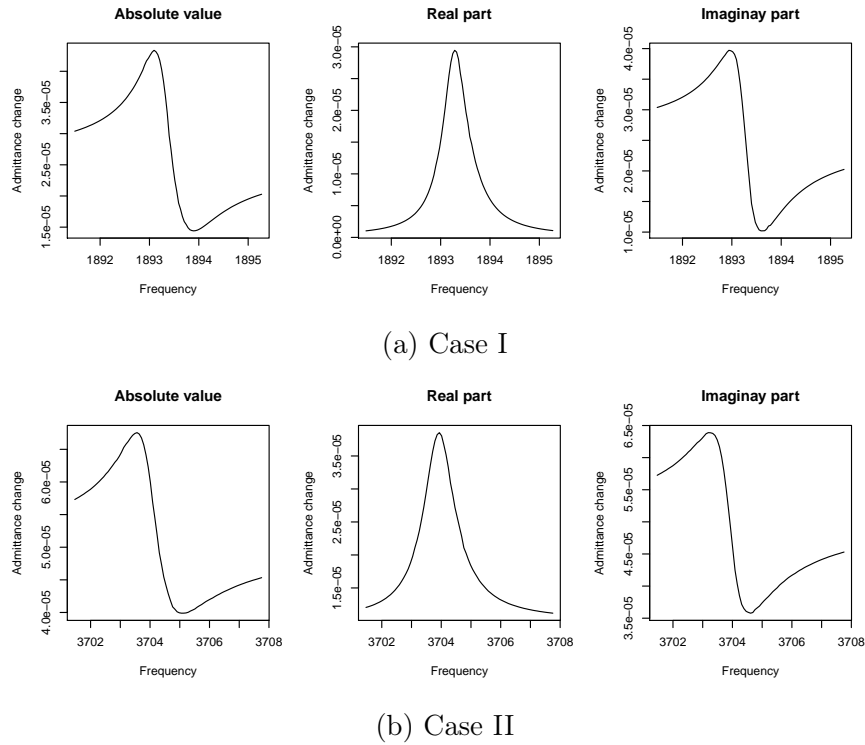 Absolute value
Real part
Imaginay part
Admittance change
1.5e−05
2.5e−05
3.5e−05
1892
1893
1894
1895
Frequency
Admittance change
0.0e+00
1.0e−05
2.0e−05
3.0e−05
1892
1893
1894
1895
Frequency
Admittance change
1.0e−05
2.0e−05
3.0e−05
4.0e−05
1892
1893
1894
1895
Frequency
(a) Case I
Absolute value
Real part
Imaginay part
Admittance change
4.0e−05
5.0e−05
6.0e−05
3702
3704
3706
3708
Frequency
Admittance change
1.5e−05
2.5e−05
3.5e−05
3702
3704
3706
3708
Frequency
Admittance change
3.5e−05
4.5e−05
5.5e−05
6.5e−05
3702
3704
3706
3708
Frequency
(b) Case II